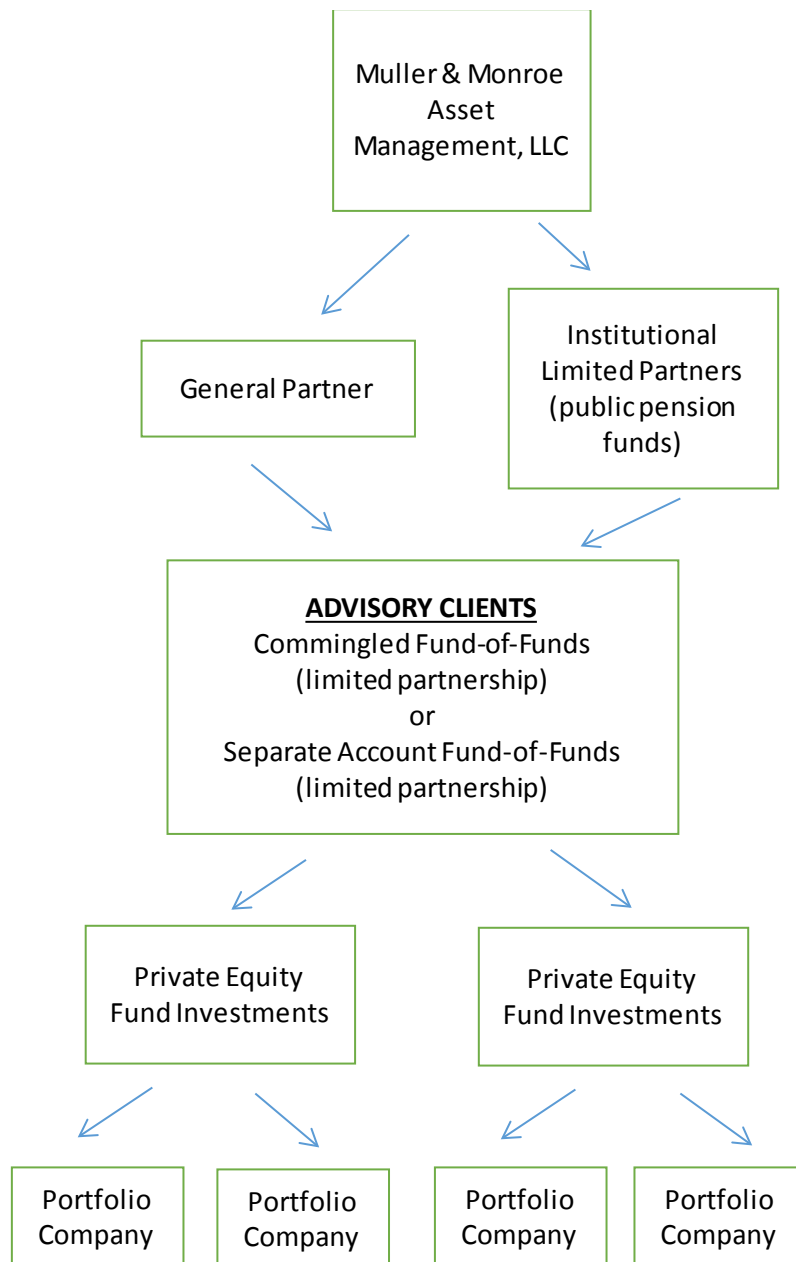 Muller & Monroe
Asset
Management, LLC
General Partner
Institutional
Limited Partners
(public pension
funds)
ADVISORY CLIENTS
Commingled Fund-of-Funds
(limited partnership)
or
Separate Account Fund-of-Funds
(limited partnership)
Private Equity
Fund Investments
Private Equity
Fund Investments
Portfolio
Company
Portfolio
Company
Portfolio
Company
Portfolio
Company